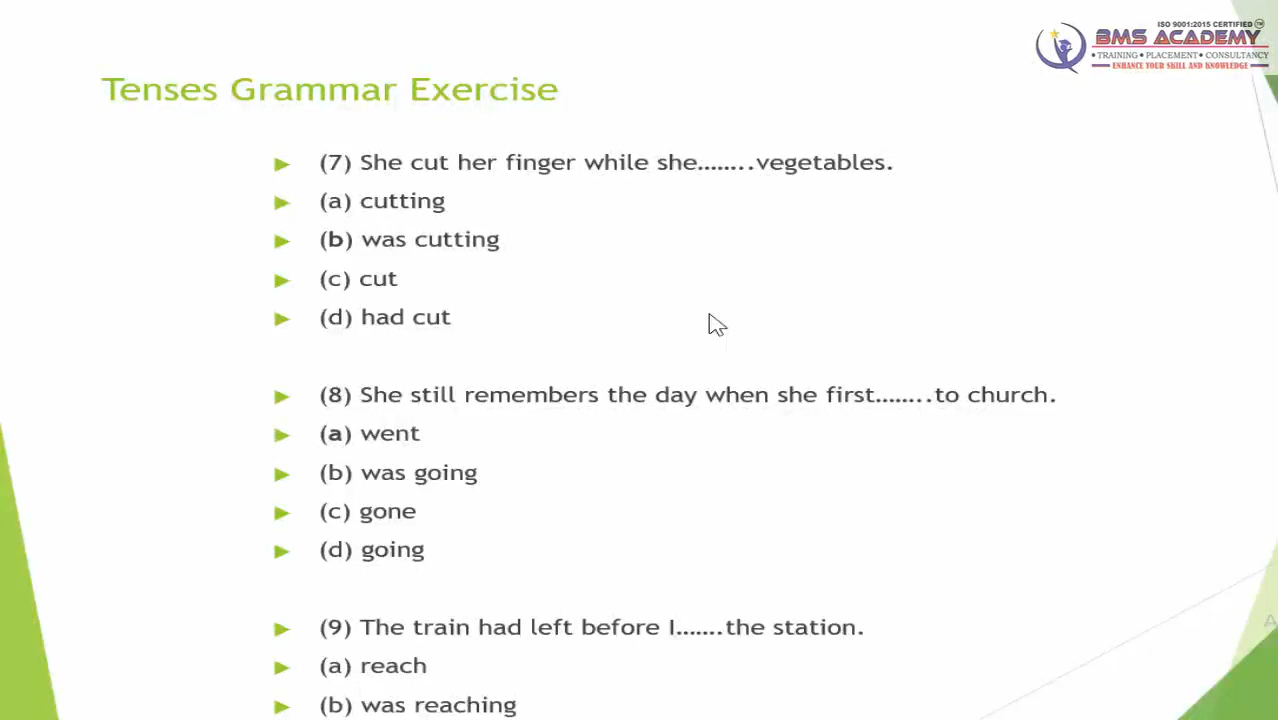 ISO 9001:2015 CERTIFIED TM
BMS ACADEMY
• TRAINING • PLACEMENT • CONSULTANCY
ENHANCE YOUR SKILL AND KNOWLEDGE
Tenses Grammar Exercise
(7) She cut her finger while she........vegetables.
(a) cutting
(b) was cutting
(c) cut
(d) had cut
(8) She still remembers the day when she first........to church.
(a) went
(b) was going
(c) gone
(d) going
(9) The train had left before I.......the station.
(a) reach
(b) was reaching
A